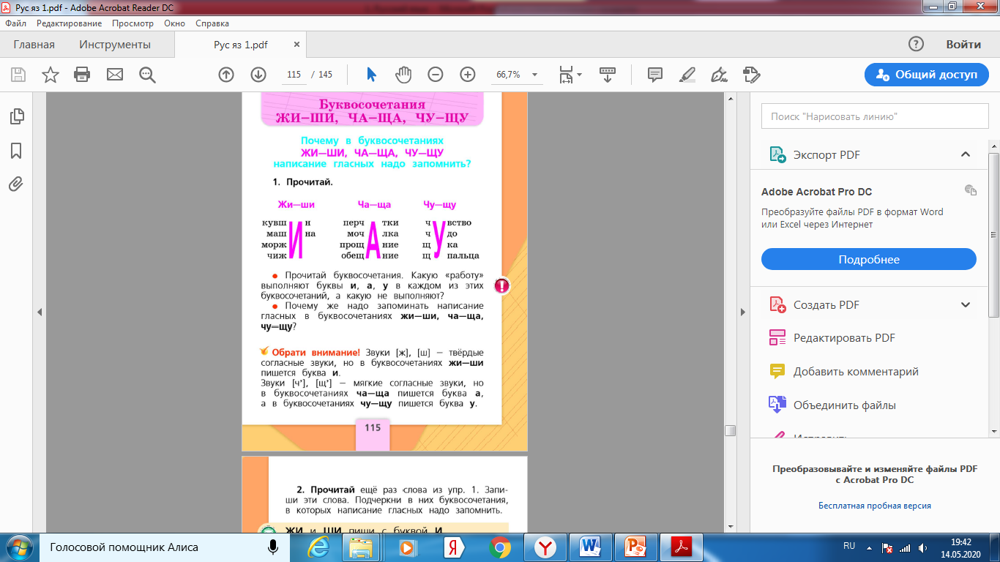 Рус яз 1.pdf - Adobe Acrobat Reader DC
Файл Редактирование Просмотр Окно Справка
Главная Инструменты Рус яз 1.pdf × ? Войти
115 / 145 66,7% Общий доступ
Буквосочетания
ЖИ—ШИ, ЧА—ЩА, ЧУ—ЩУ
Почему в буквосочетаниях
ЖИ—ШИ, ЧА—ЩА, ЧУ—ЩУ
написание гласных надо запомнить?
1. Прочитай.
Жи—ши Ча—ща Чу—щу
кувш н перч тки ч вство
маш на моч лка ч до
морж И прощ А ние щ У ка
чиж обещ ние щ пальца
• Прочитай буквосочетания. Какую «работу»
выполняют буквы и, а, у в каждом из этих
буквосочетаний, а какую не выполняют?
!
• Почему же надо запоминать написание
гласных в буквосочетаниях жи—ши, ча—ща,
чу—щу?
Обрати внимание! Звуки [ж], [ш] — твёрдые
согласные звуки, но в буквосочетаниях жи—ши
пишется буква и.
Звуки [ч’], [щ’] — мягкие согласные звуки, но
в буквосочетаниях ча—ща пишется буква а,
а в буквосочетаниях чу—щу пишется буква у.
115
2. Прочитай ещё раз слова из упр. 1. Запи-
ши эти слова. Подчеркни в них буквосочетания,
в которых написание гласных надо запомнить.
ЖИ и ШИ пиши с буквой И
Поиск "Нарисовать линию"
Экспорт PDF
Adobe Acrobat Pro DC
Преобразуйте файлы PDF в формат Word
или Excel через Интернет
Подробнее
Создать PDF
Редактировать PDF
Добавить комментарий
Объединить файлы
Исправить
Преобразовывайте и изменяйте файлы PDF
с Acrobat Pro DC
Бесплатная пробная версия
Голосовой помощник Алиса
RU
19:42
14.05.2020